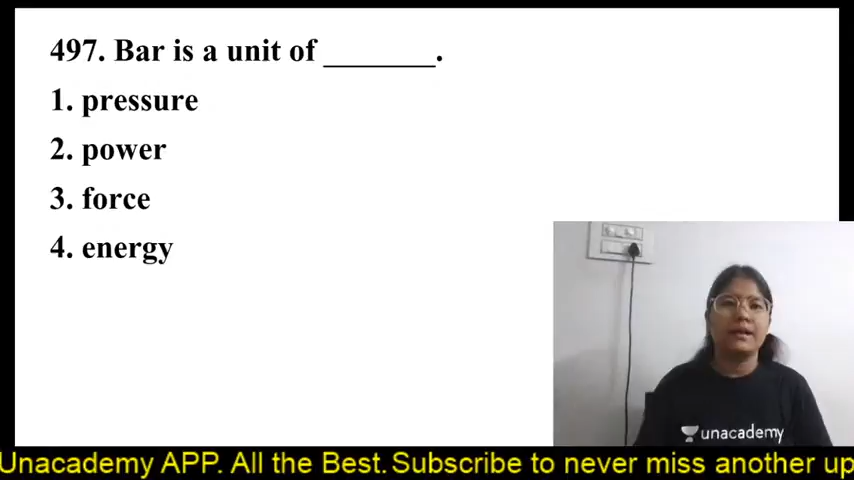 497. Bar is a unit of _______.
1. pressure
2. power
3. force
4. energy
unacademy
Unacademy APP. All the Best. Subscribe to never miss another up